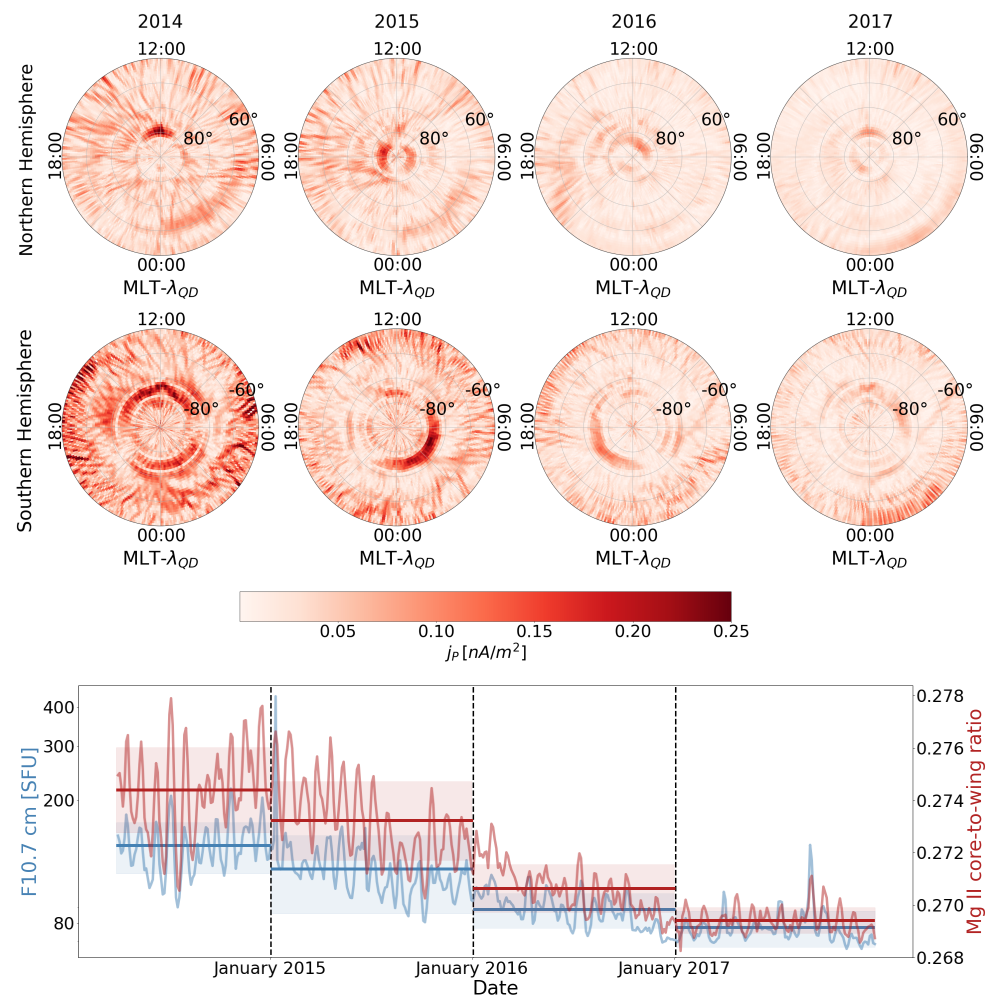 2014 2015 2016 2017
12:00 12:00 12:00 12:00
Northern Hemisphere
18:00 60° 80° 06:00 18:00 60° 80° 06:00 18:00 60° 80° 06:00 18:00 60° 80° 06:00
00:00 00:00 00:00 00:00
MLT-λQD MLT-λQD MLT-λQD MLT-λQD
12:00 12:00 12:00 12:00
Southern Hemisphere
18:00 -60° -80° 06:00 18:00 -60° -80° 06:00 18:00 -60° -80° 06:00 18:00 -60° -80° 06:00
00:00 00:00 00:00 00:00
MLT-λQD MLT-λQD MLT-λQD MLT-λQD
0.05 0.10 0.15 0.20 0.25
jP [nA/m²]
F10.7 cm [SFU]
400
300
200
80
0.278
0.276
0.274
0.272
0.270
0.268
Mg II core-to-wing ratio
January 2015 January 2016 January 2017
Date